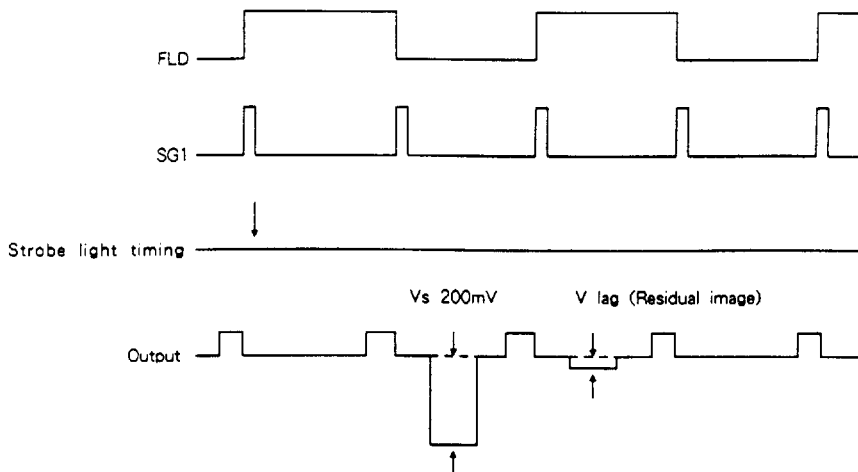 FLD
SG1
Strobe light timing
Vs 200mV
V lag (Residual image)
Output